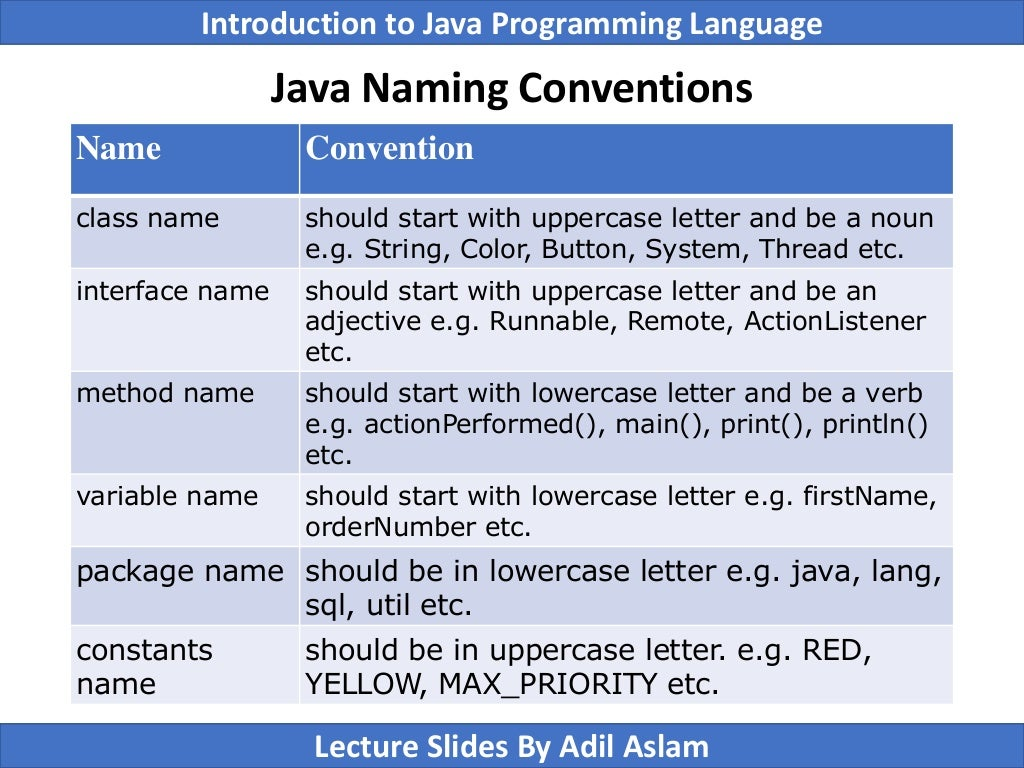 Introduction to Java Programming Language
Java Naming Conventions
Name
Convention
class name
should start with uppercase letter and be a noun
e.g. String, Color, Button, System, Thread etc.
interface name
should start with uppercase letter and be an
adjective e.g. Runnable, Remote, ActionListener
etc.
method name
should start with lowercase letter and be a verb
e.g. actionPerformed(), main(), print(), println()
etc.
variable name
should start with lowercase letter e.g. firstName,
orderNumber etc.
package name
should be in lowercase letter e.g. java, lang,
sql, util etc.
constants
name
should be in uppercase letter. e.g. RED,
YELLOW, MAX_PRIORITY etc.
Lecture Slides By Adil Aslam